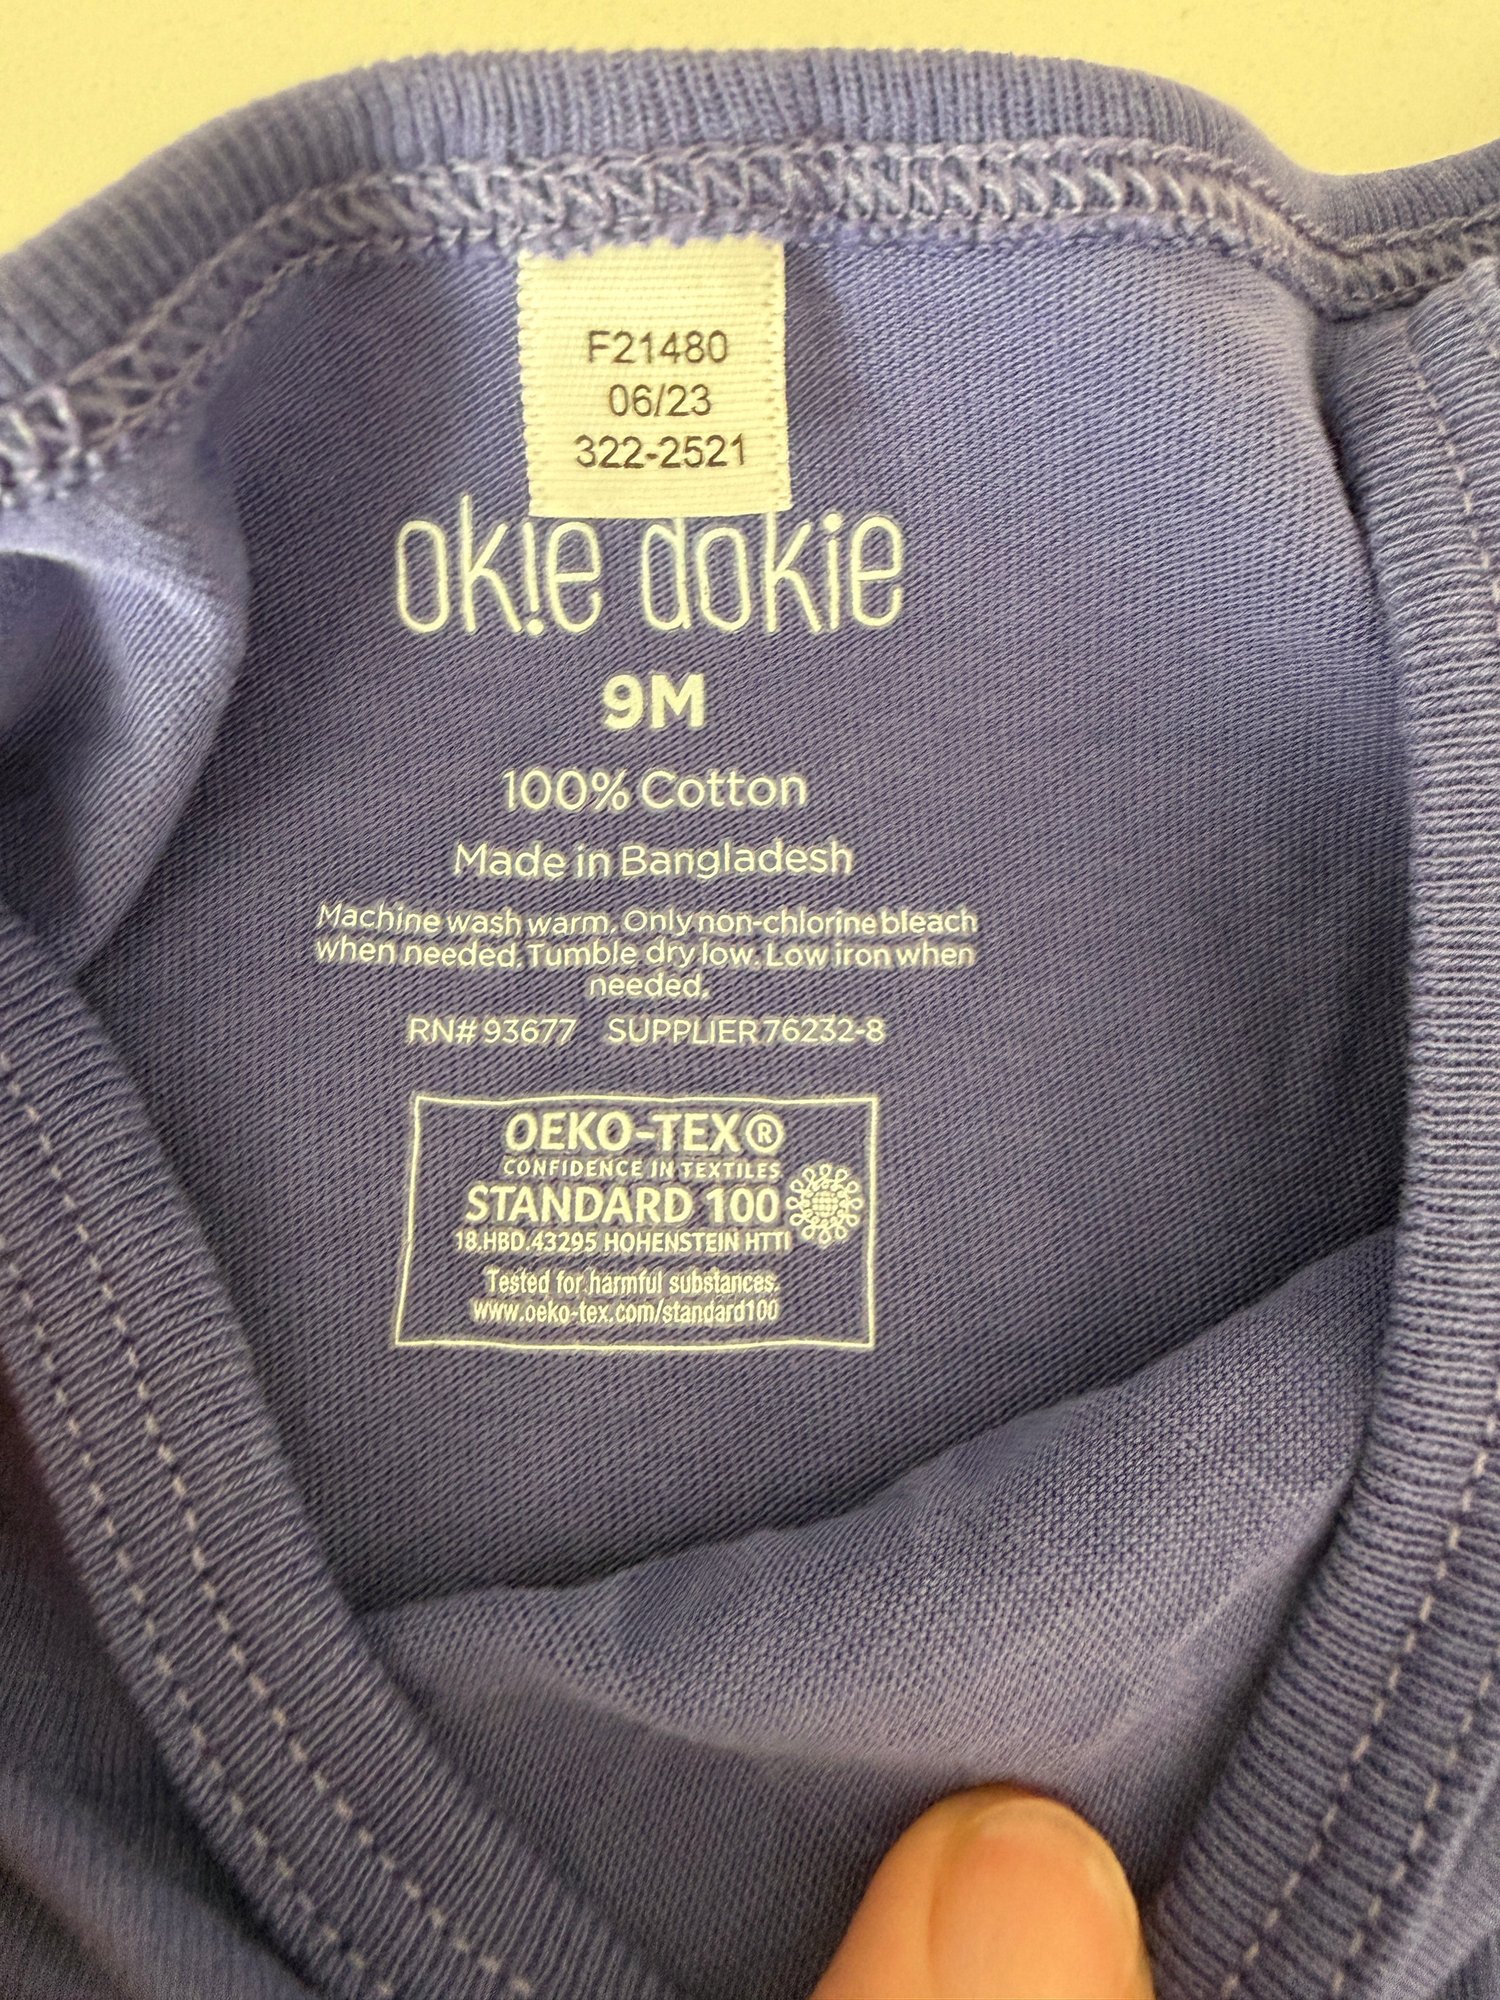 F21480
06/23
322-2521
ok!e dokie
9M
100% Cotton
Made in Bangladesh
Machine wash warm. Only non-chlorine bleach
when needed. Tumble dry low. Low iron when
needed.
RN# 93677 SUPPLIER 76232-8
OEKO-TEX®
CONFIDENCE IN TEXTILES
STANDARD 100
18.HBD.43295 HOHENSTEIN HTTI
Tested for harmful substances.
www.oeko-tex.com/standard100